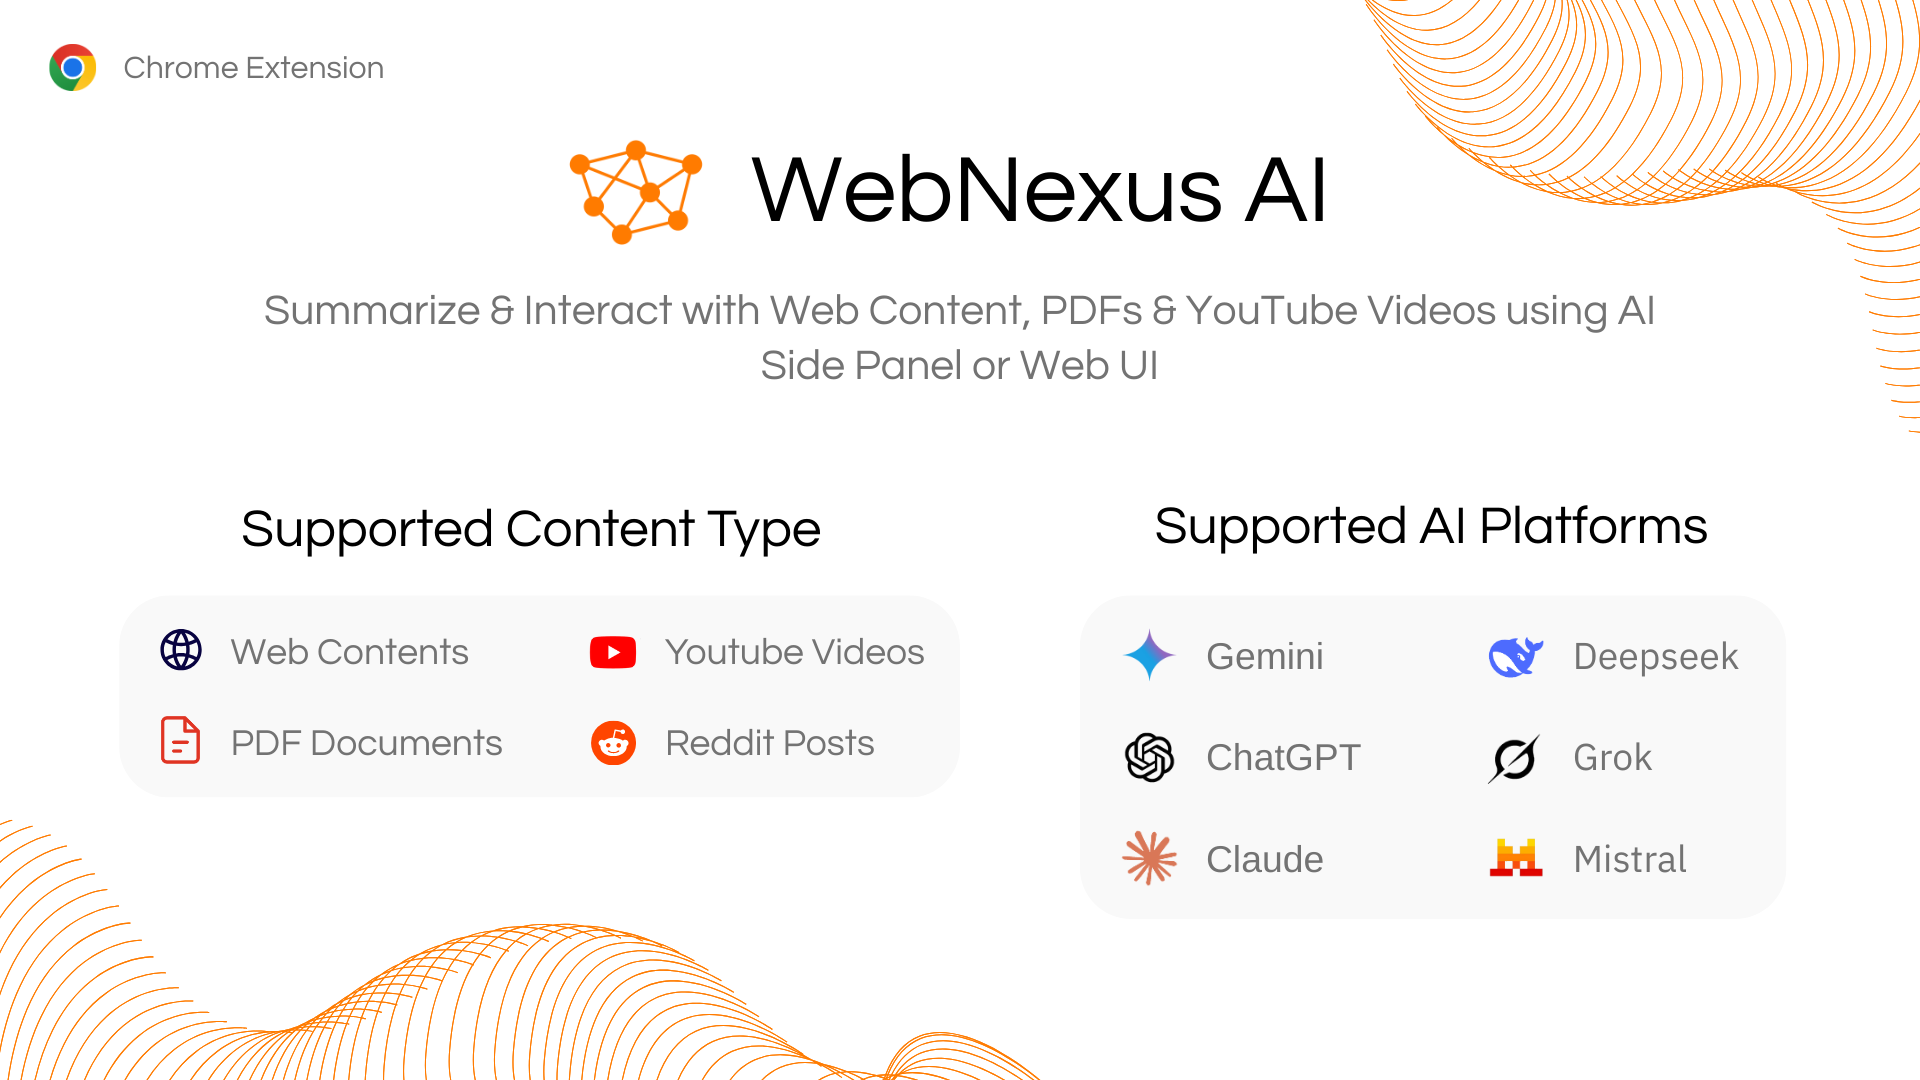 Chrome Extension
WebNexus AI
Summarize & Interact with Web Content, PDFs & YouTube Videos using AI
Side Panel or Web UI
Supported Content Type
Web Contents
Youtube Videos
PDF Documents
Reddit Posts
Supported AI Platforms
Gemini
Deepseek
ChatGPT
Grok
Claude
Mistral